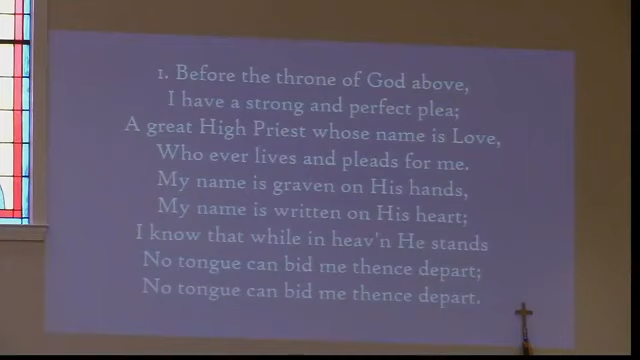 1. Before the throne of God above,
I have a strong and perfect plea;
A great High Priest whose name is Love,
Who ever lives and pleads for me.
My name is graven on His hands,
My name is written on His heart;
I know that while in heav'n He stands
No tongue can bid me thence depart;
No tongue can bid me thence depart.